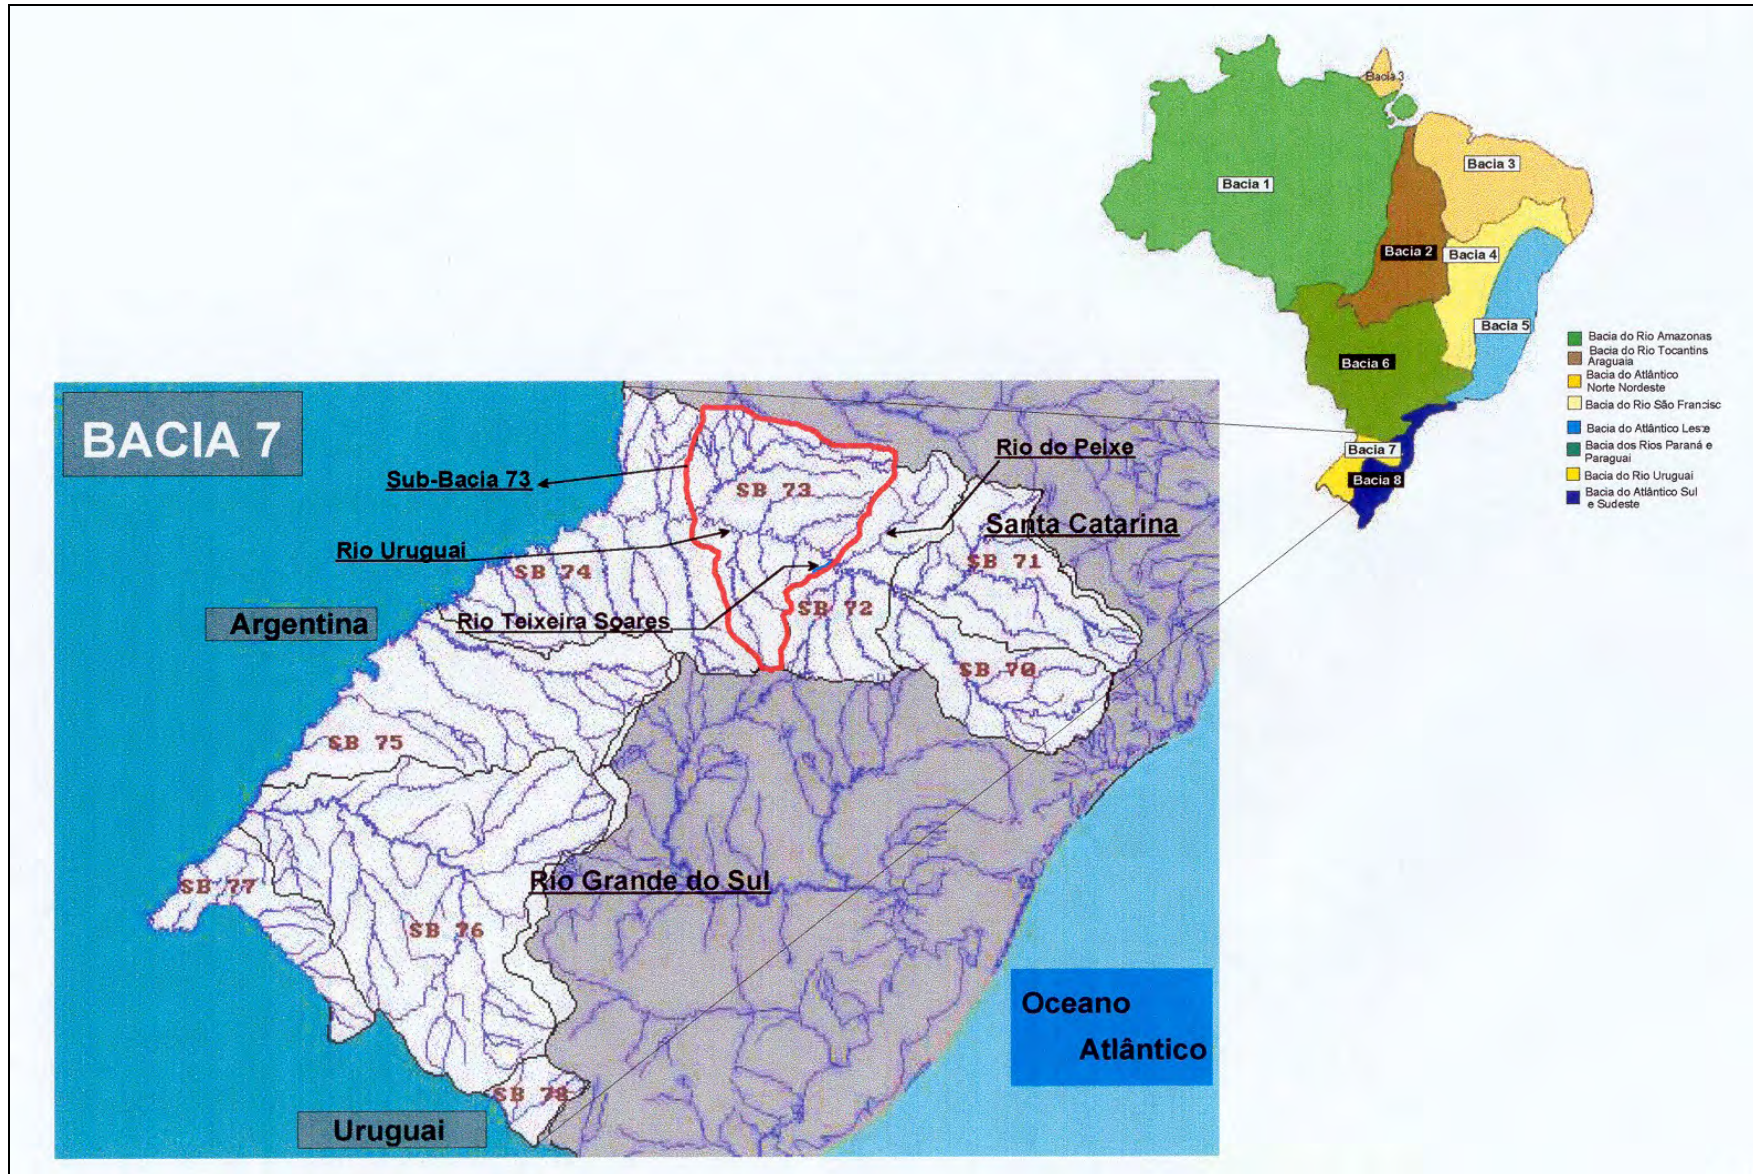 Bacia 3
Bacia 3
Bacia 1
Bacia 2
Bacia 4
Bacia 5
Bacia 6
Bacia 7
Bacia 8
Bacia do Rio Amazonas
Bacia do Rio Tocantins
Araguaia
Bacia do Atlântico
Norte Nordeste
Bacia do Rio São Francisc
Bacia do Atlântico Leste
Bacia dos Rios Paraná e
Paraguai
Bacia do Rio Uruguai
Bacia do Atlântico Sul
e Sudeste
BACIA 7
Sub-Bacia 73
SB 73
Rio do Peixe
Santa Catarina
Rio Uruguai
SB 74
SB 71
Argentina
Rio Teixeira Soares
SB 72
SB 70
SB 75
Rio Grande do Sul
SB 77
SB 76
Oceano
Atlântico
SB 78
Uruguai